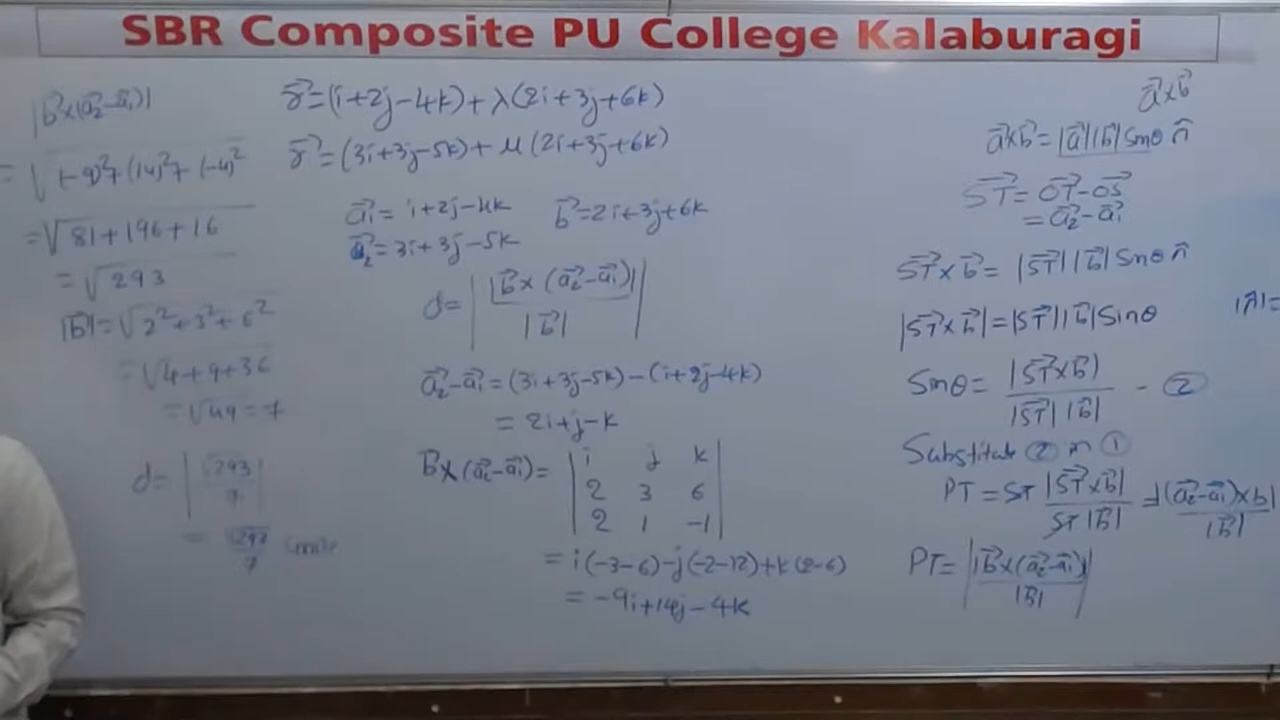 SBR Composite PU College Kalaburagi
|b⃗×(a⃗₂-a⃗₁)|
= √(-9)²+(14)²+(-4)²
= √81+196+16
= √293
|b⃗|=√2²+3²+6²
= √4+9+36
= √49=7
d= |√293/7|
r⃗=(i+2j-4k)+λ(2i+3j+6k)
r⃗=(3i+3j-5k)+μ(2i+3j+6k)
a⃗₁= i+2j-4k b⃗=2i+3j+6k
a⃗₂=3i+3j-5k
d= | |b⃗×(a⃗₂-a⃗₁)| / |b⃗| |
a⃗₂-a⃗₁=(3i+3j-5k)-(i+2j-4k)
= 2i+j-k
b⃗×(a⃗₂-a⃗₁)= | i j k
2 3 6
2 1 -1 |
= i(-3-6)-j(-2-12)+k(2-6)
= -9i+14j-4k
a⃗×b⃗
a⃗×b⃗=|a⃗||b⃗|Sinθ n̂
ST⃗=OT⃗-OS⃗
= a⃗₂-a⃗₁
ST⃗×b⃗= |ST⃗||b⃗|Sinθ n̂
|ST⃗×b⃗|=|ST⃗||b⃗|Sinθ
Sinθ= |ST⃗×b⃗| / |ST⃗||b⃗| - ②
Substitute ② in ①
PT = ST |ST⃗×b⃗| / ST |b⃗| = |(a⃗₂-a⃗₁)×b| / |b⃗|
PT= | |b⃗×(a⃗₂-a⃗₁)| / |b⃗| |